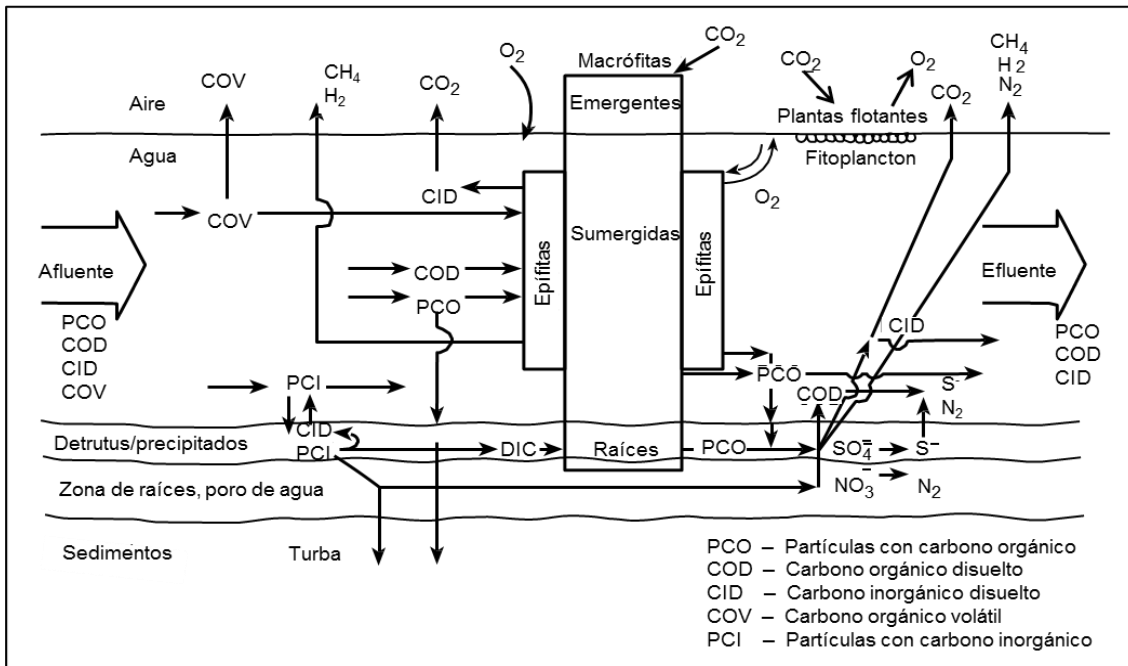 COV
CH4
H2
CO2
O2
Macrófitas
CO2
CO2
O2
CO2
CH4
H2
N2
Aire
Emergentes
Plantas flotantes
Agua
Fitoplancton
CID
O2
COV
Sumergidas
Epífitas
Epífitas
Afluente
COD
Efluente
PCO
PCO
COD
CID
COV
CID
PCO
COD
CID
PCI
PCO
COD
S-
N2
CID
Detrutus/precipitados
PCI
DIC
Raíces
PCO
SO4=
S=
Zona de raíces, poro de agua
NO3-
N2
Sedimentos
Turba
PCO – Partículas con carbono orgánico
COD – Carbono orgánico disuelto
CID – Carbono inorgánico disuelto
COV – Carbono orgánico volátil
PCI – Partículas con carbono inorgánico